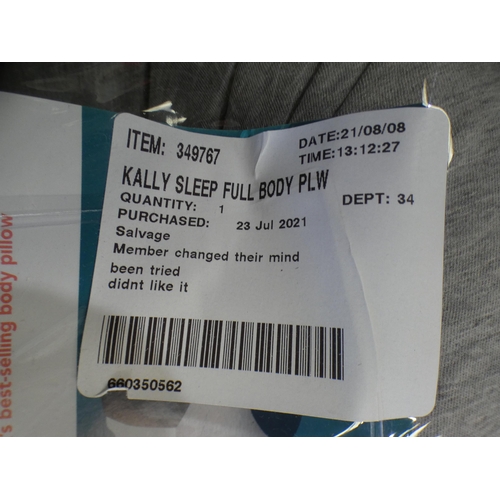 ITEM: 349767
DATE:21/08/08
TIME:13:12:27
KALLY SLEEP FULL BODY PLW
QUANTITY: 1
DEPT: 34
PURCHASED: 23 Jul 2021
Salvage
Member changed their mind
been tried
didnt like it
660350562
's best-selling body pillow